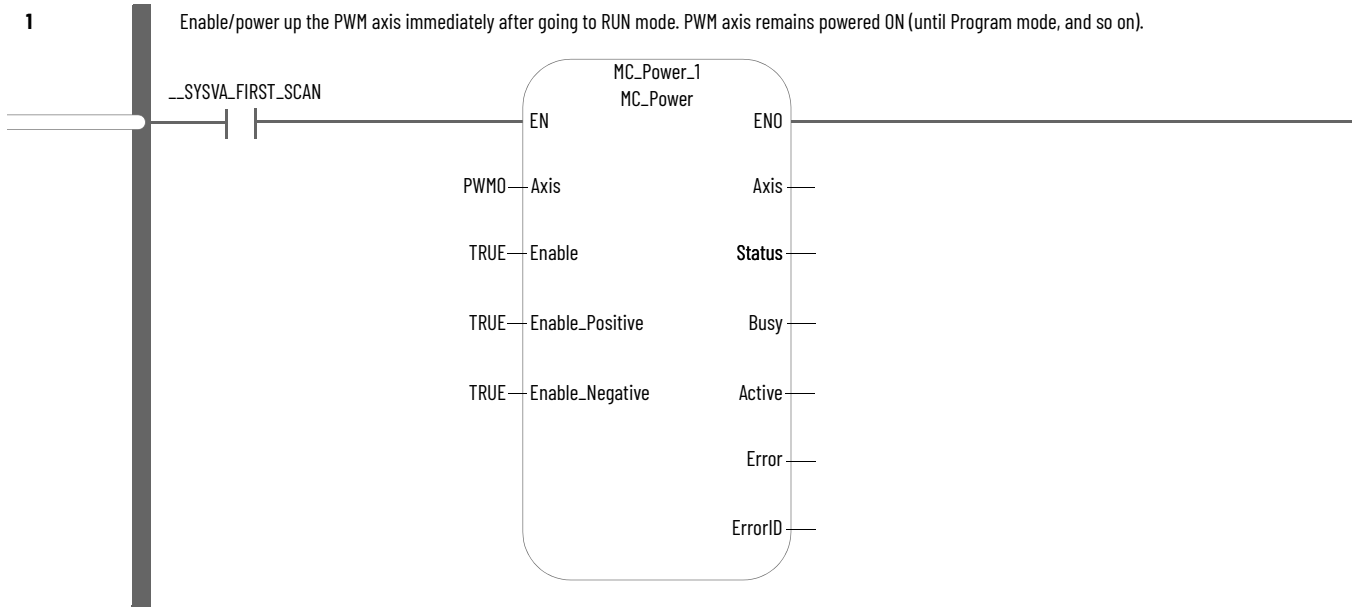 1
Enable/power up the PWM axis immediately after going to RUN mode. PWM axis remains powered ON (until Program mode, and so on).
MC_Power_1
MC_Power
__SYSVA_FIRST_SCAN
EN ENO
PWM0 Axis Axis
TRUE Enable Status
TRUE Enable_Positive Busy
TRUE Enable_Negative Active
Error
ErrorID